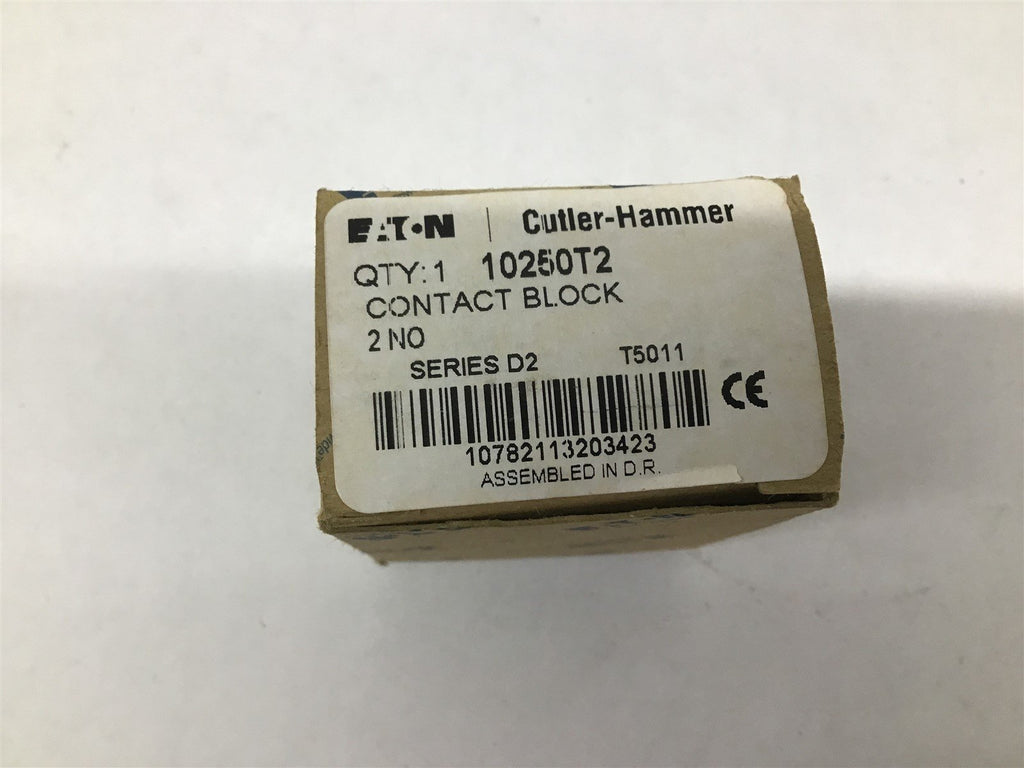 EATON | Cutler-Hammer
QTY: 1 10250T2
CONTACT BLOCK
2 NO
SERIES D2 T5011
CE
10782113203423
ASSEMBLED IN D.R.